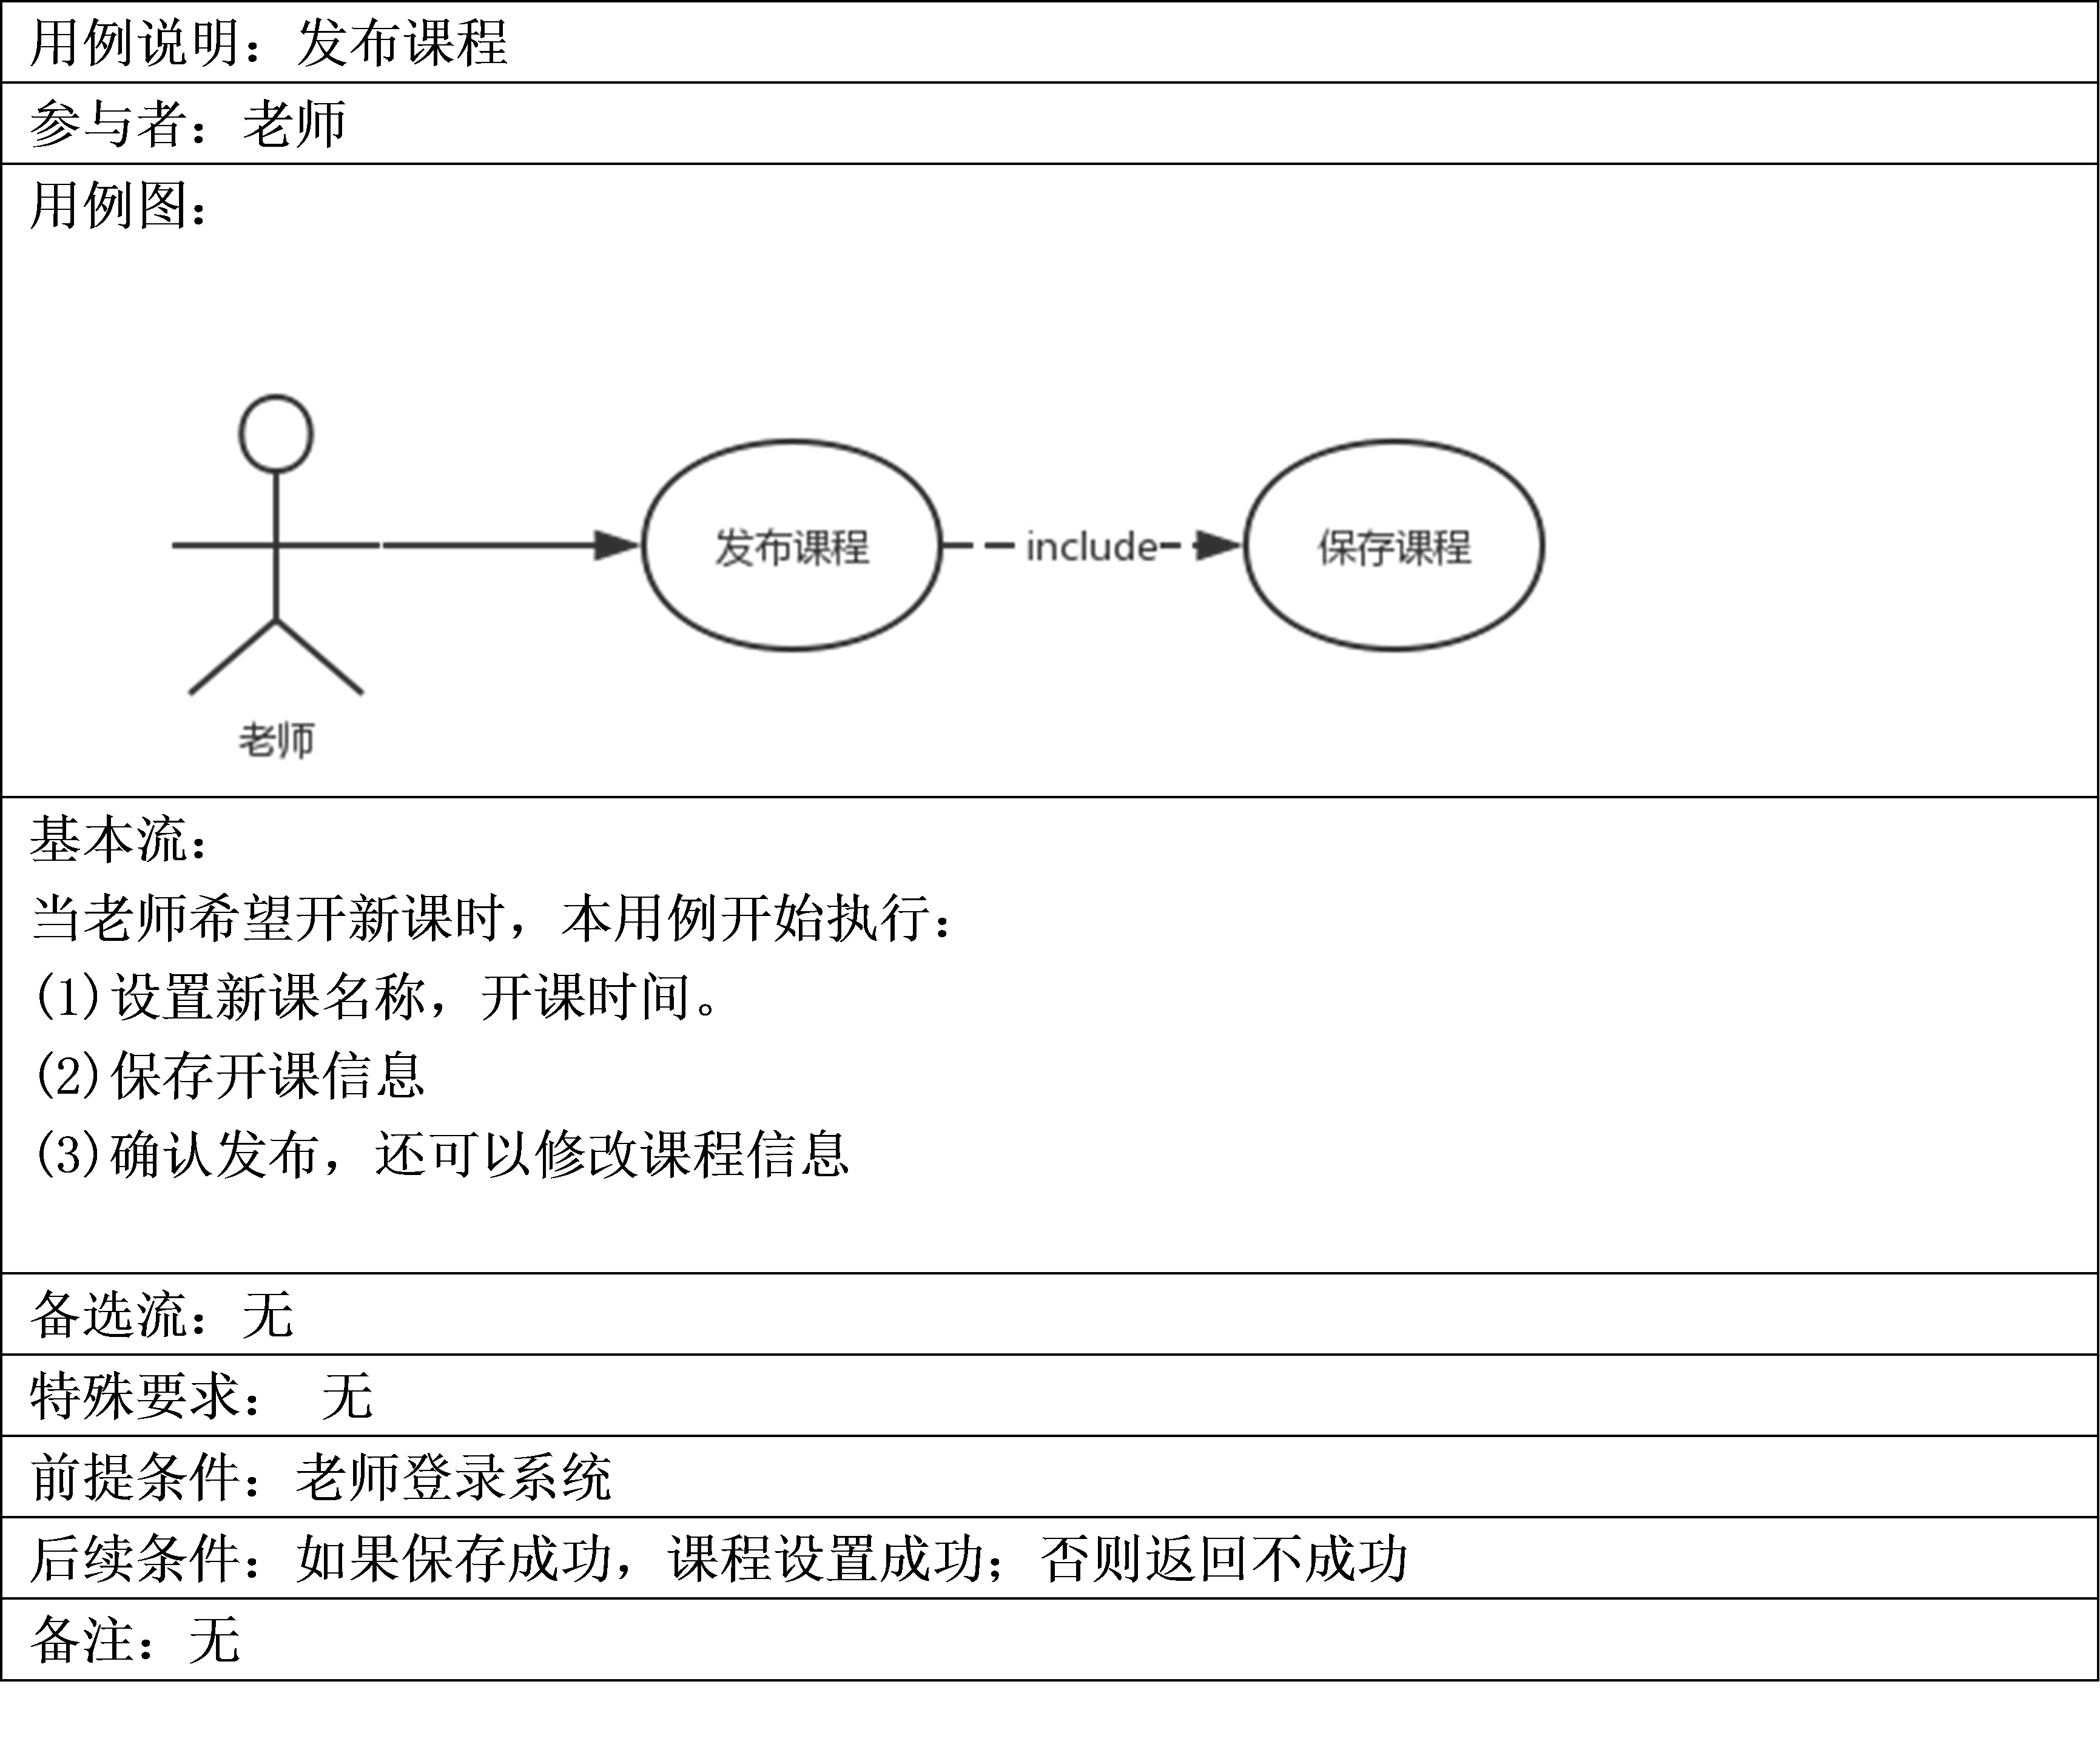 用例说明：发布课程
参与者：老师
用例图：
发布课程
include
保存课程
老师
基本流：
当老师希望开新课时，本用例开始执行：
(1)设置新课名称，开课时间。
(2)保存开课信息
(3)确认发布，还可以修改课程信息
备选流：无
特殊要求： 无
前提条件：老师登录系统
后续条件：如果保存成功，课程设置成功；否则返回不成功
备注：无